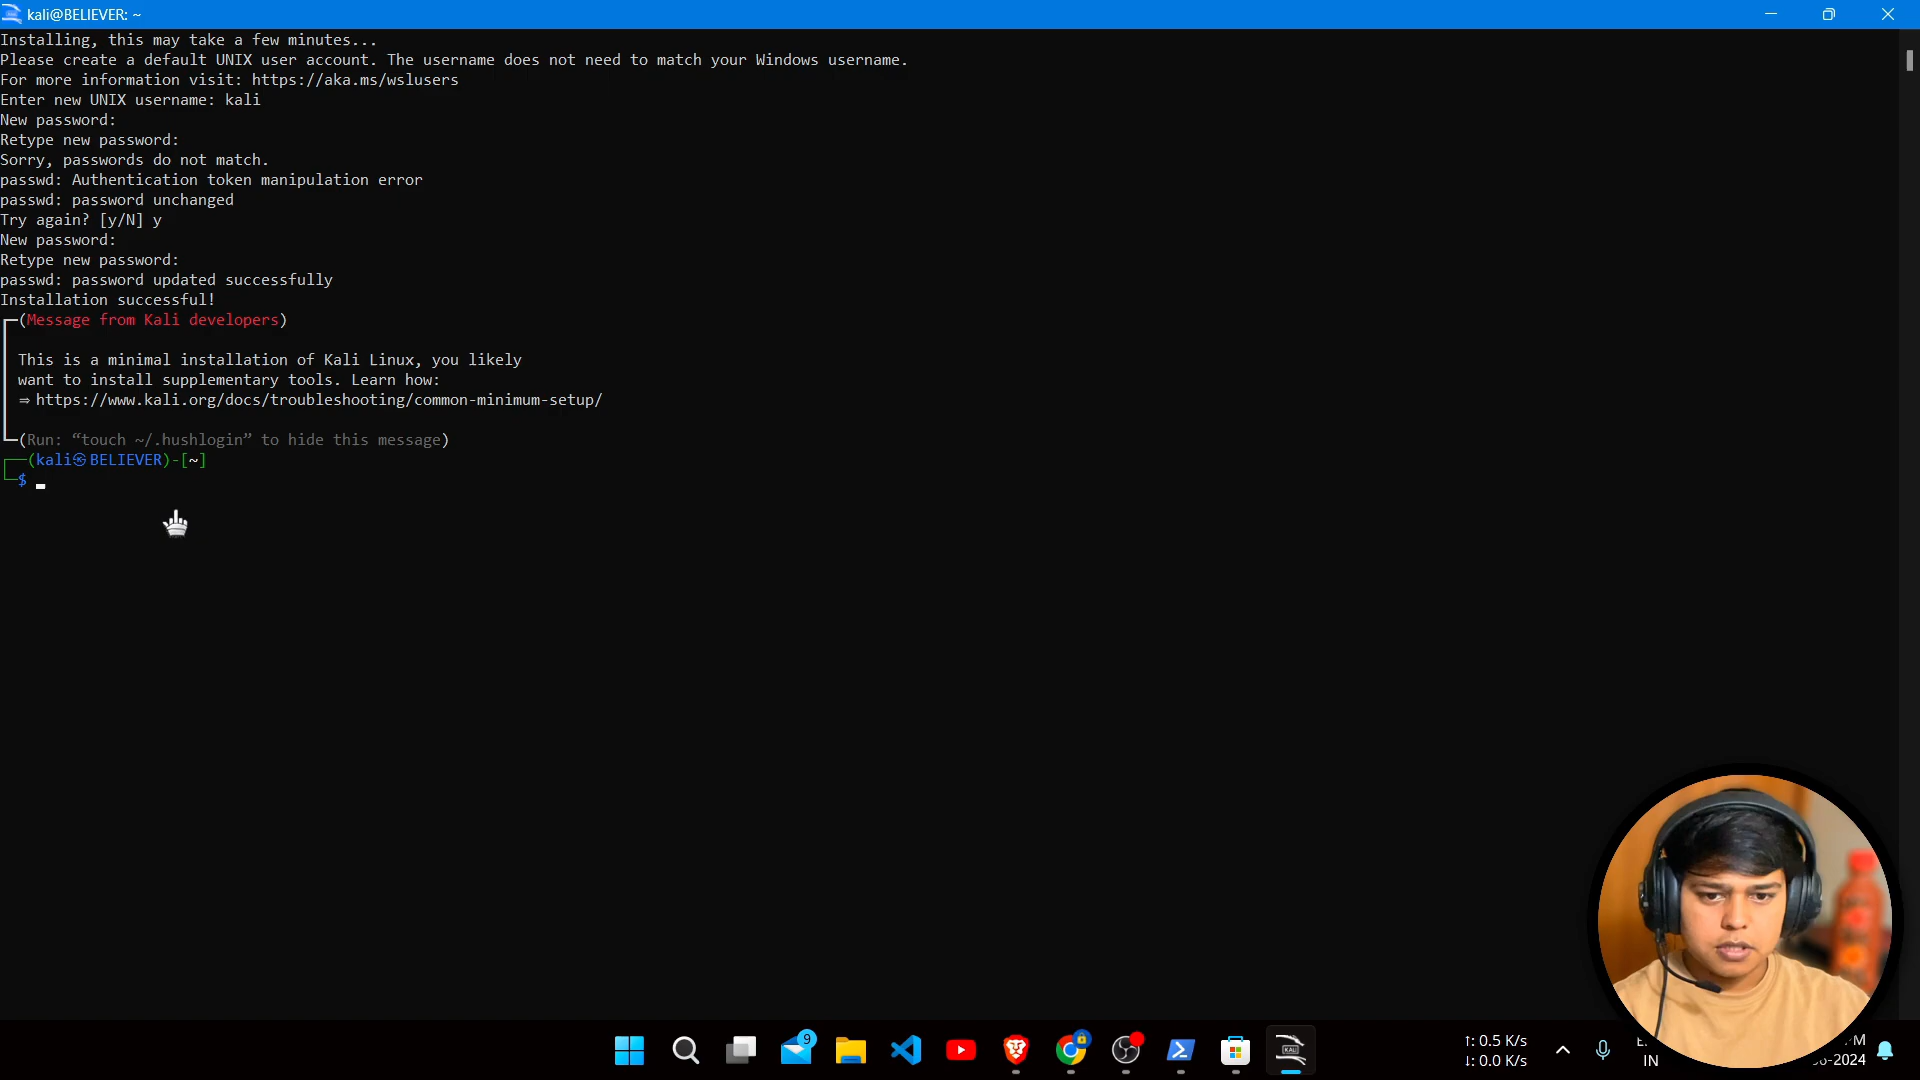 kali@BELIEVER: ~
Installing, this may take a few minutes...
Please create a default UNIX user account. The username does not need to match your Windows username.
For more information visit: https://aka.ms/wslusers
Enter new UNIX username: kali
New password:
Retype new password:
Sorry, passwords do not match.
passwd: Authentication token manipulation error
passwd: password unchanged
Try again? [y/N] y
New password:
Retype new password:
passwd: password updated successfully
Installation successful!
┏━(Message from Kali developers)
┃
┃ This is a minimal installation of Kali Linux, you likely
┃ want to install supplementary tools. Learn how:
┃ ⇒ https://www.kali.org/docs/troubleshooting/common-minimum-setup/
┃
┗━(Run: “touch ~/.hushlogin” to hide this message)
┌──(kali㉿BELIEVER)-[~]
└─$
9
KALI
↑: 0.5 K/s
↓: 0.0 K/s
IN
-2024